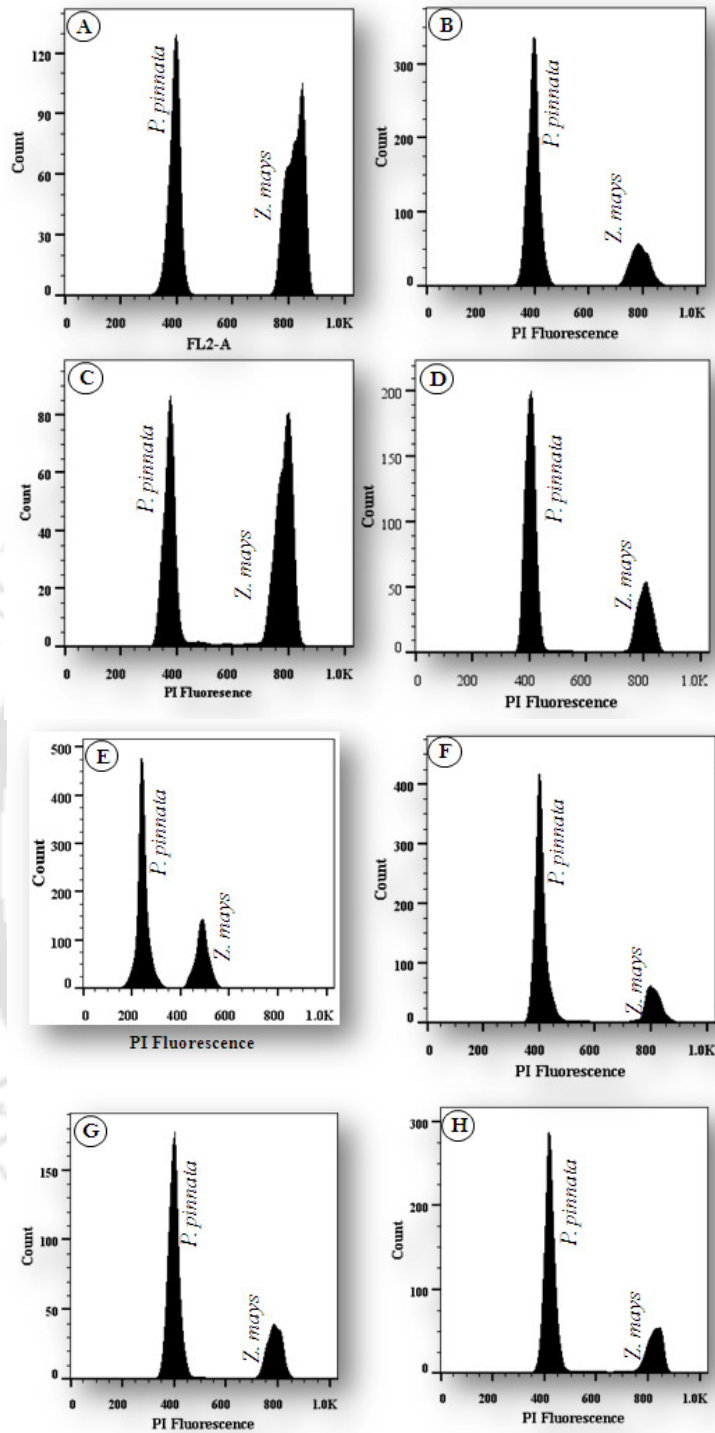 A
Count
120
90
60
30
0
P. pinnata
Z. mays
0 200 400 600 800 1.0K
FL2-A
B
Count
300
200
100
0
P. pinnata
Z. mays
0 200 400 600 800 1.0K
PI Fluorescence
C
Count
80
60
40
20
0
P. pinnata
Z. mays
0 200 400 600 800 1.0K
PI Fluoresence
D
Count
200
150
100
50
0
P. pinnata
Z. mays
0 200 400 600 800 1.0K
PI Fluorescence
E
Count
500
400
300
200
100
0
P. pinnata
Z. mays
0 200 400 600 800 1.0K
PI Fluorescence
F
Count
400
300
200
100
0
P. pinnata
Z. mays
0 200 400 600 800 1.0K
PI Fluorescence
G
Count
150
100
50
0
P. pinnata
Z. mays
0 200 400 600 800 1.0K
PI Fluorescence
H
Count
300
200
100
0
P. pinnata
Z. mays
0 200 400 600 800 1.0K
PI Fluorescence